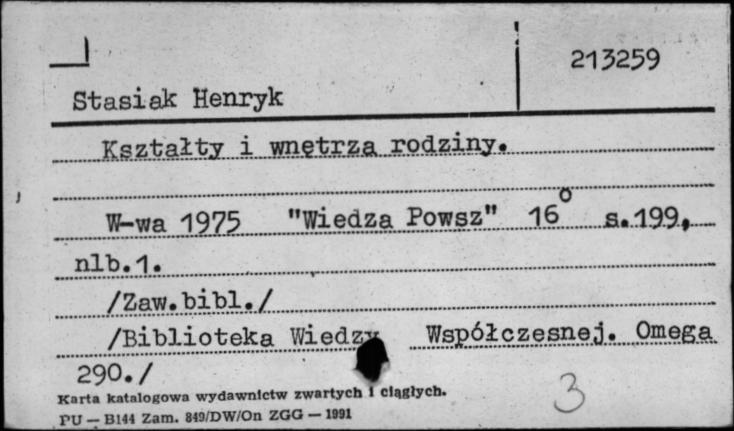 213259
Stasiak Henryk
Kształty i wnętrza rodziny.
W-wa 1975 "Wiedza Powsz" 16° s.199,
nlb.1.
/Zaw.bibl./
/Biblioteka Wiedzy Współczesnej. Omega
290./
3
Karta katalogowa wydawnictw zwartych i ciągłych.
PU — B144 Zam. 849/DW/On ZGG — 1991